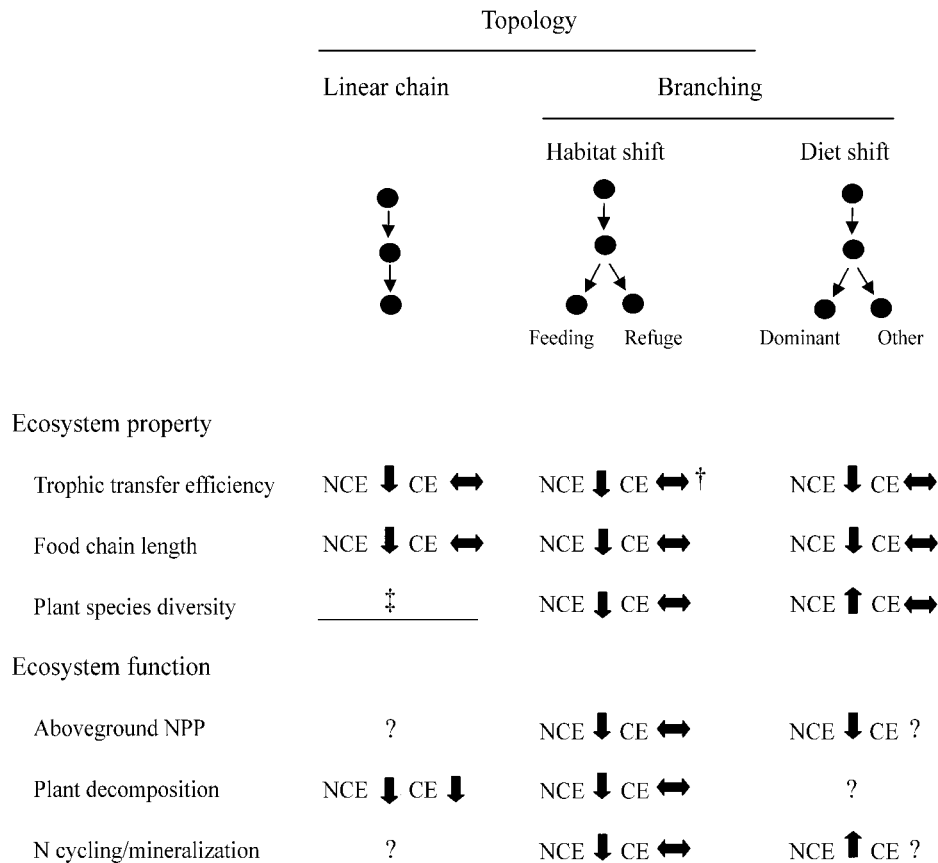 Topology
Linear chain Branching
Habitat shift Diet shift
Feeding Refuge Dominant Other
Ecosystem property
Trophic transfer efficiency NCE CE NCE CE † NCE CE
Food chain length NCE CE NCE CE NCE CE
Plant species diversity ‡ NCE CE NCE CE
Ecosystem function
Aboveground NPP ? NCE CE NCE CE ?
Plant decomposition NCE CE NCE CE ?
N cycling/mineralization ? NCE CE NCE CE ?